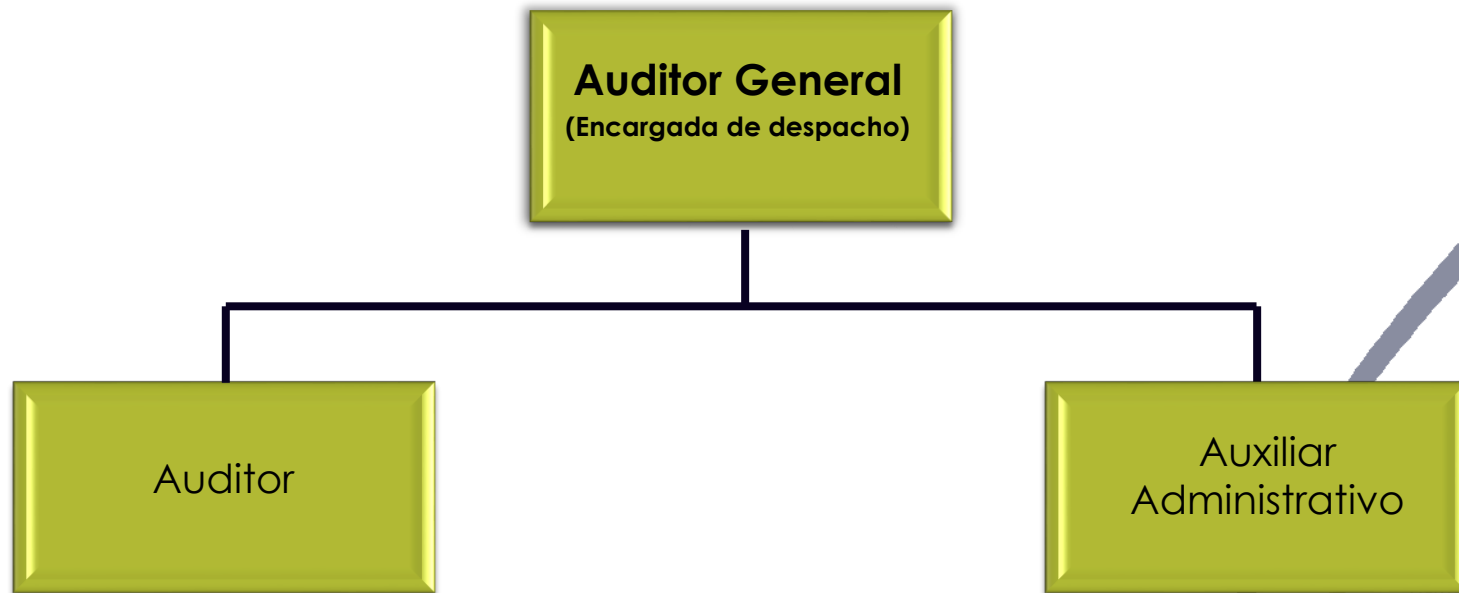 Auditor General
(Encargada de despacho)
Auditor
Auxiliar
Administrativo